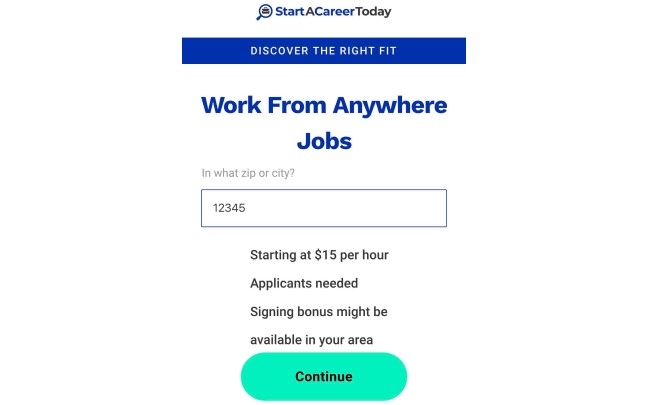 StartACareerToday
DISCOVER THE RIGHT FIT
Work From Anywhere
Jobs
In what zip or city?
12345
Starting at $15 per hour
Applicants needed
Signing bonus might be
available in your area
Continue